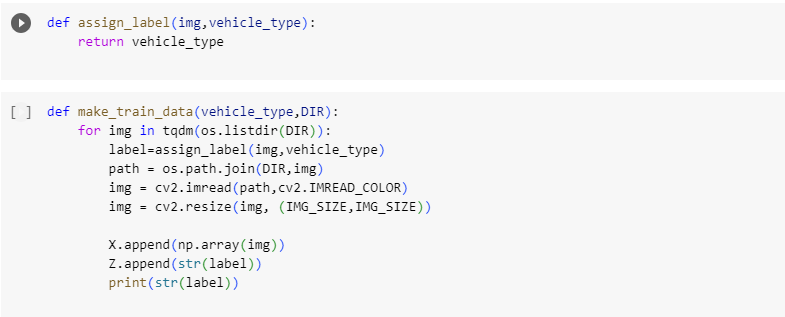 def assign_label(img,vehicle_type):
    return vehicle_type
[ ] def make_train_data(vehicle_type,DIR):
    for img in tqdm(os.listdir(DIR)):
        label=assign_label(img,vehicle_type)
        path = os.path.join(DIR,img)
        img = cv2.imread(path,cv2.IMREAD_COLOR)
        img = cv2.resize(img, (IMG_SIZE,IMG_SIZE))
        X.append(np.array(img))
        Z.append(str(label))
        print(str(label))